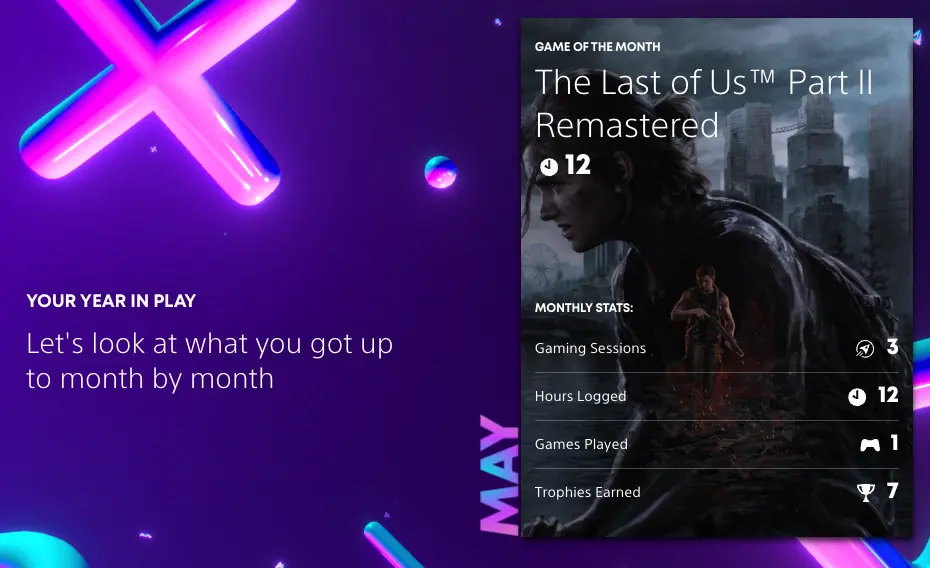 YOUR YEAR IN PLAY
Let's look at what you got up
to month by month
MAY
GAME OF THE MONTH
The Last of Us™ Part II
Remastered
12
MONTHLY STATS:
Gaming Sessions 3
Hours Logged 12
Games Played 1
Trophies Earned 7